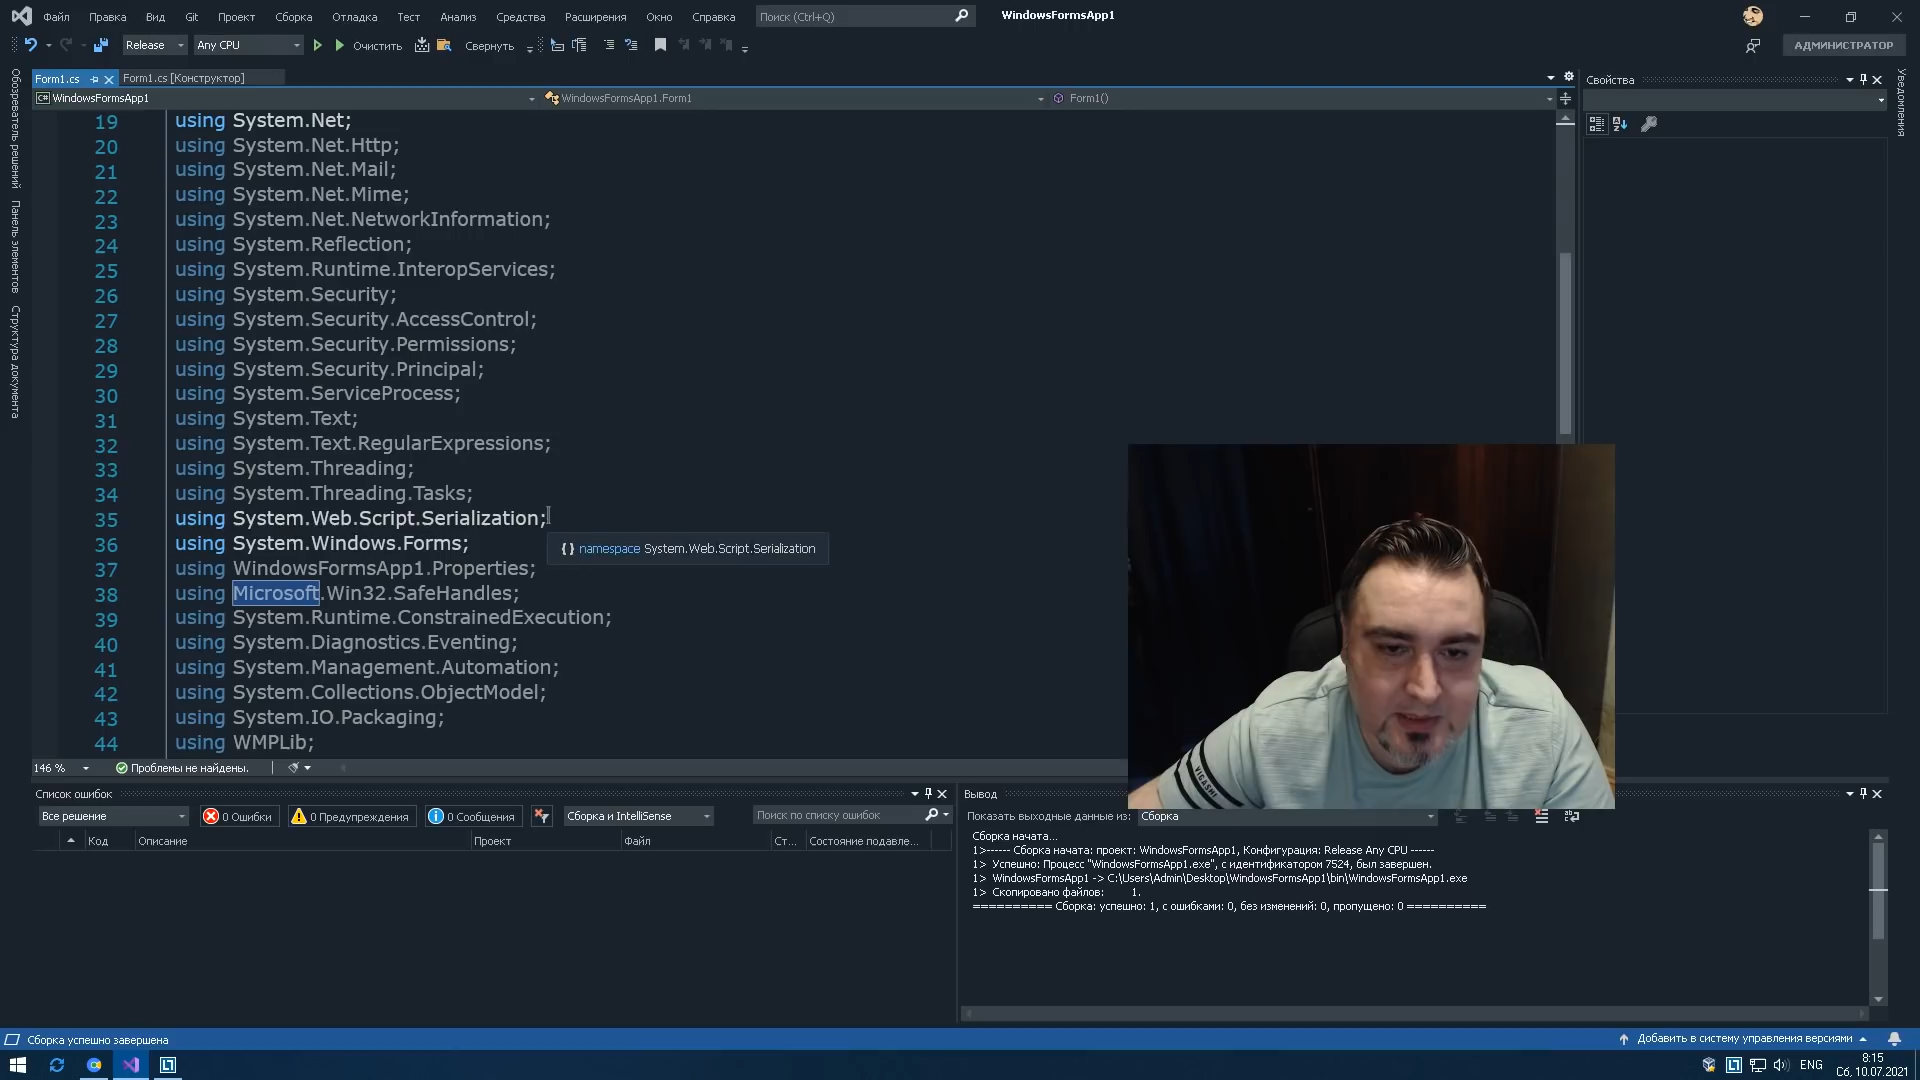 Файл Правка Вид Git Проект Сборка Отладка Тест Анализ Средства Расширения Окно Справка Поиск (Ctrl+Q) WindowsFormsApp1
Release Any CPU Очистить Свернуть АДМИНИСТРАТОР
Form1.cs Form1.cs [Конструктор]
WindowsFormsApp1 WindowsFormsApp1.Form1 Form1()
Свойства
Обозреватель решений
Панель элементов
Структура документа
Уведомления
19 using System.Net;
20 using System.Net.Http;
21 using System.Net.Mail;
22 using System.Net.Mime;
23 using System.Net.NetworkInformation;
24 using System.Reflection;
25 using System.Runtime.InteropServices;
26 using System.Security;
27 using System.Security.AccessControl;
28 using System.Security.Permissions;
29 using System.Security.Principal;
30 using System.ServiceProcess;
31 using System.Text;
32 using System.Text.RegularExpressions;
33 using System.Threading;
34 using System.Threading.Tasks;
35 using System.Web.Script.Serialization;
36 using System.Windows.Forms;
{ } namespace System.Web.Script.Serialization
37 using WindowsFormsApp1.Properties;
38 using Microsoft.Win32.SafeHandles;
39 using System.Runtime.ConstrainedExecution;
40 using System.Diagnostics.Eventing;
41 using System.Management.Automation;
42 using System.Collections.ObjectModel;
43 using System.IO.Packaging;
44 using WMPLib;
VIGASHI
146 % Проблемы не найдены.
Список ошибок
Все решение 0 Ошибки 0 Предупреждения 0 Сообщения Сборка и IntelliSense Поиск по списку ошибок
Код Описание Проект Файл Ст... Состояние подавле...
Вывод
Показать выходные данные из: Сборка
Сборка начата...
1>------ Сборка начата: проект: WindowsFormsApp1, Конфигурация: Release Any CPU ------
1> Успешно: Процесс "WindowsFormsApp1.exe", с идентификатором 7524, был завершен.
1> WindowsFormsApp1 -> C:\Users\Admin\Desktop\WindowsFormsApp1\bin\WindowsFormsApp1.exe
1> Скопировано файлов: 1.
========== Сборка: успешно: 1, с ошибками: 0, без изменений: 0, пропущено: 0 ==========
Сборка успешно завершена Добавить в систему управления версиями
ENG
8:15
Сб, 10.07.2021